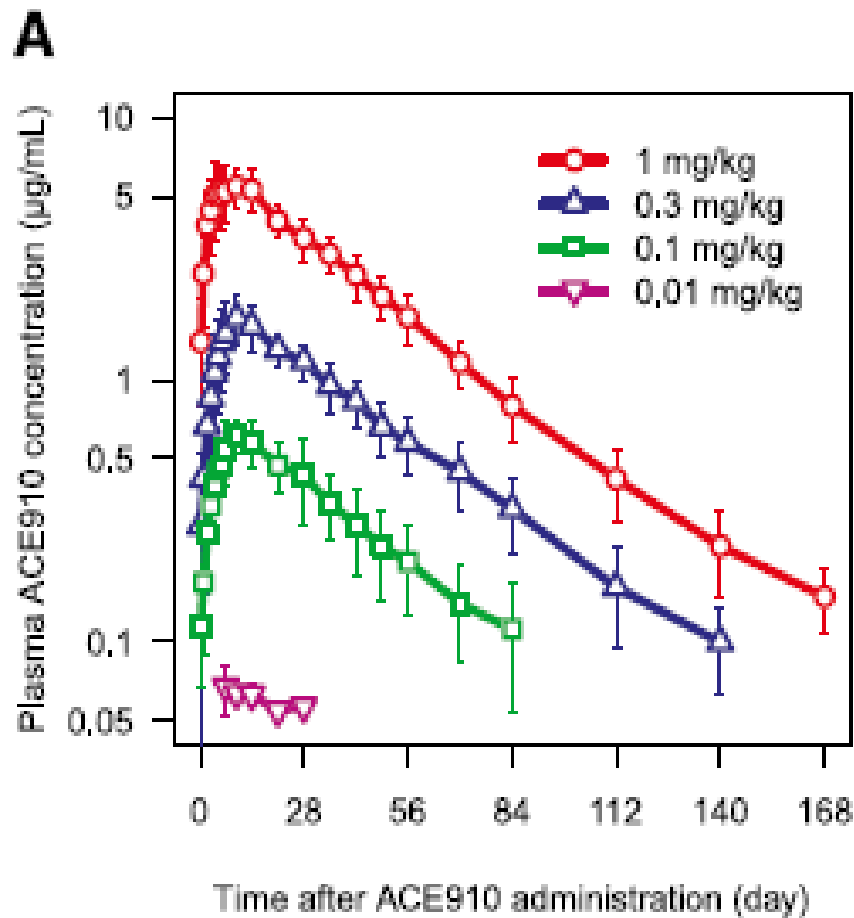 A
Plasma ACE910 concentration (µg/mL)
10
5
1
0.5
0.1
0.05
1 mg/kg
0.3 mg/kg
0.1 mg/kg
0.01 mg/kg
0 28 56 84 112 140 168
Time after ACE910 administration (day)